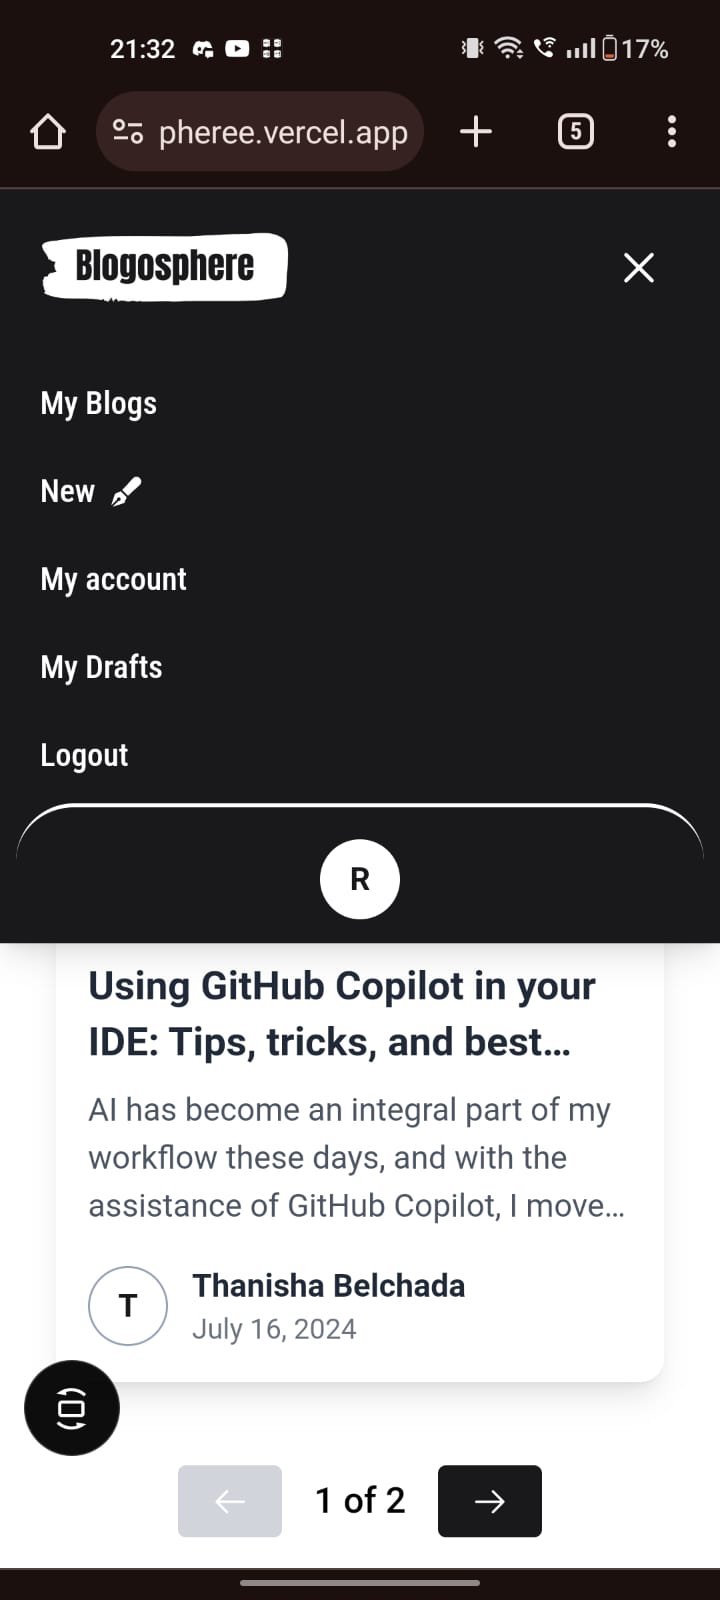 21:32
17%
pheree.vercel.app
5
Blogosphere
My Blogs
New
My account
My Drafts
Logout
R
Using GitHub Copilot in your
IDE: Tips, tricks, and best...
AI has become an integral part of my
workflow these days, and with the
assistance of GitHub Copilot, I move...
T
Thanisha Belchada
July 16, 2024
1 of 2